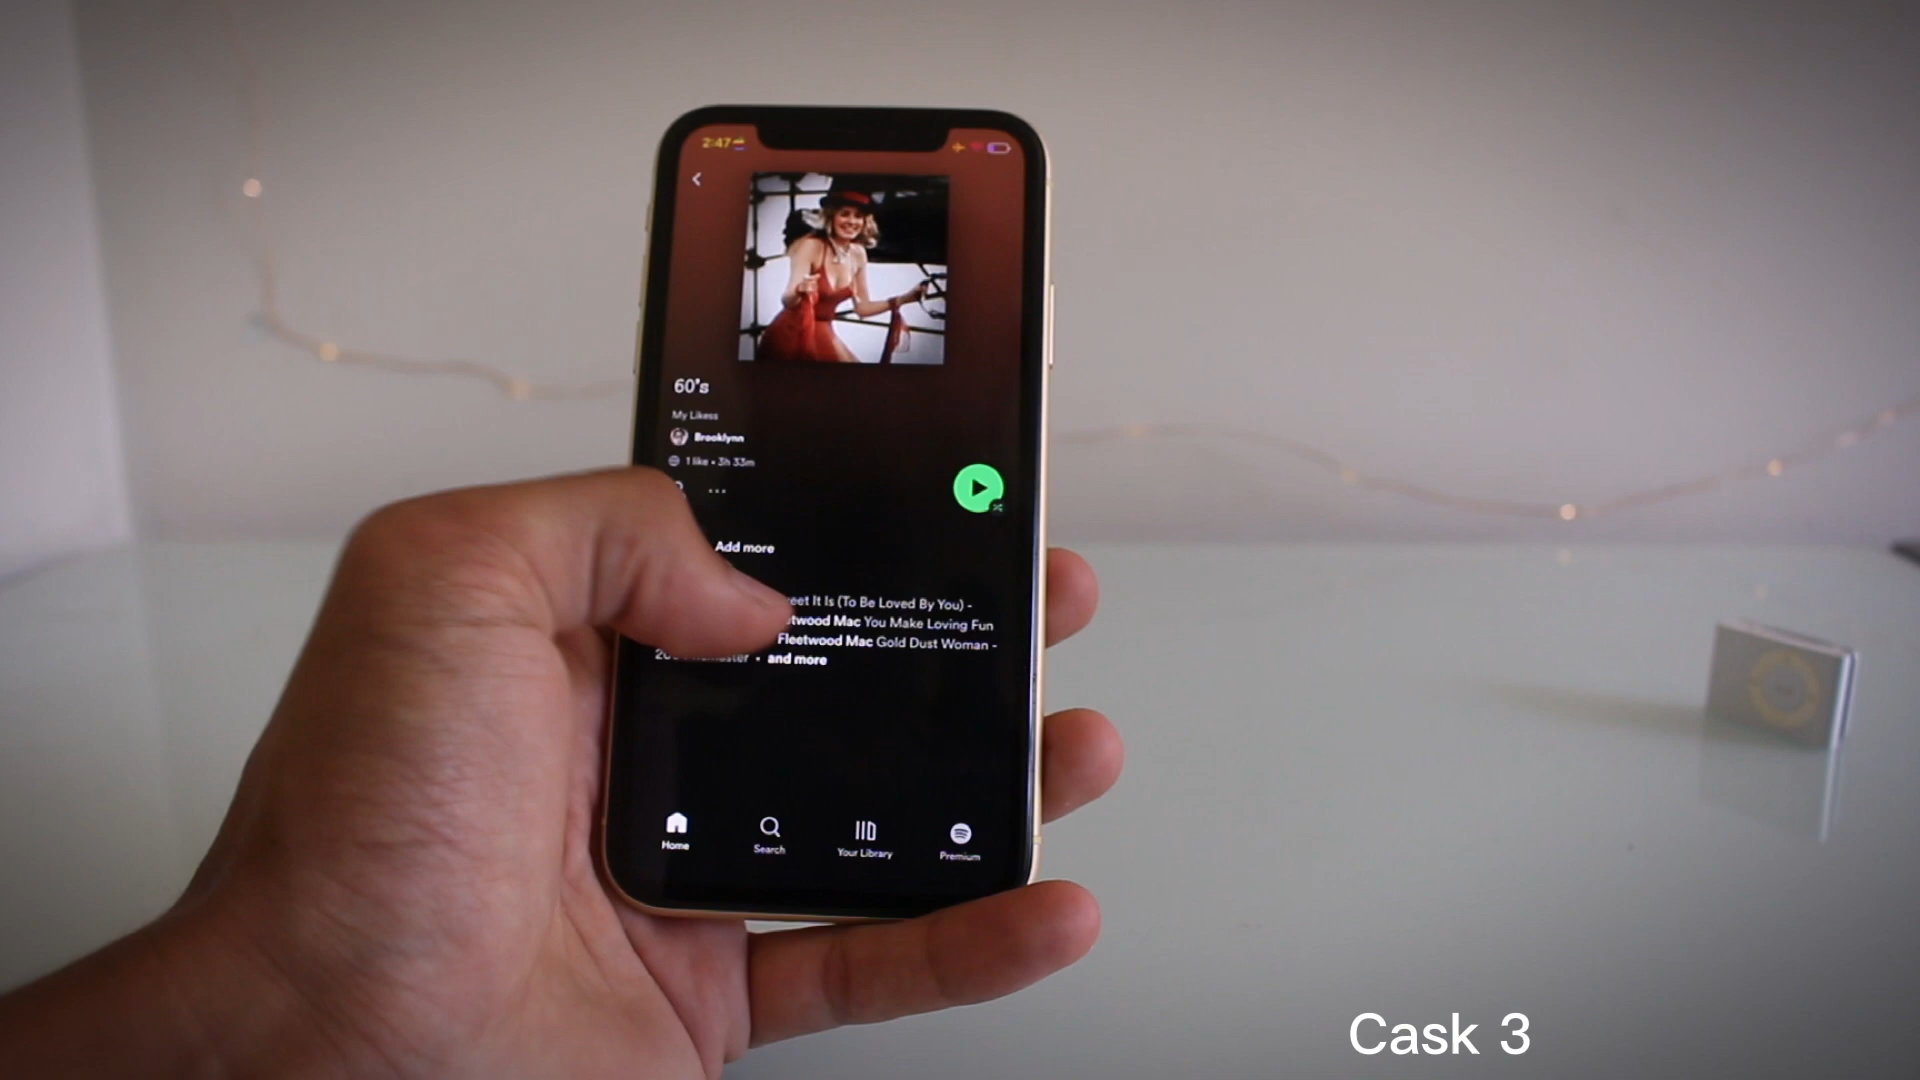 2:47
60's
My Likess
Brooklynn
1 like • 3h 33m
Add more
It Is (To Be Loved By You) -
Mac You Make Loving Fun
Fleetwood Mac Gold Dust Woman -
• and more
Home
Search
Your Library
Premium
Cask 3